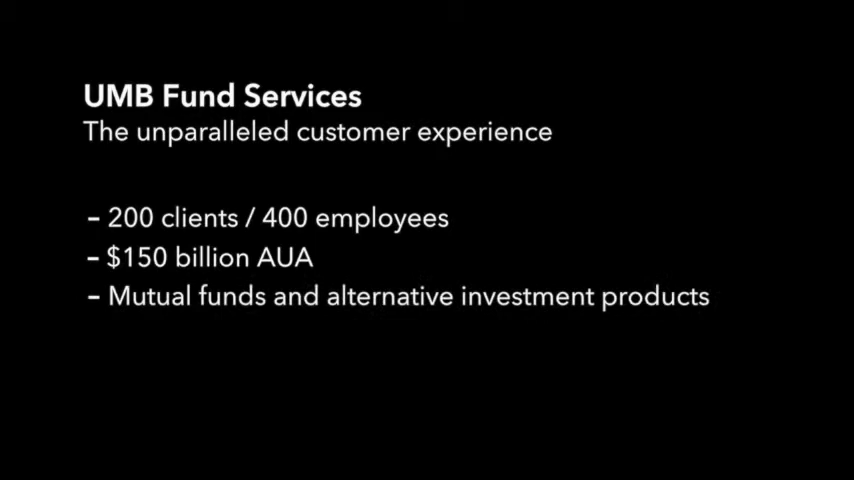 UMB Fund Services
The unparalleled customer experience
– 200 clients / 400 employees
– $150 billion AUA
– Mutual funds and alternative investment products